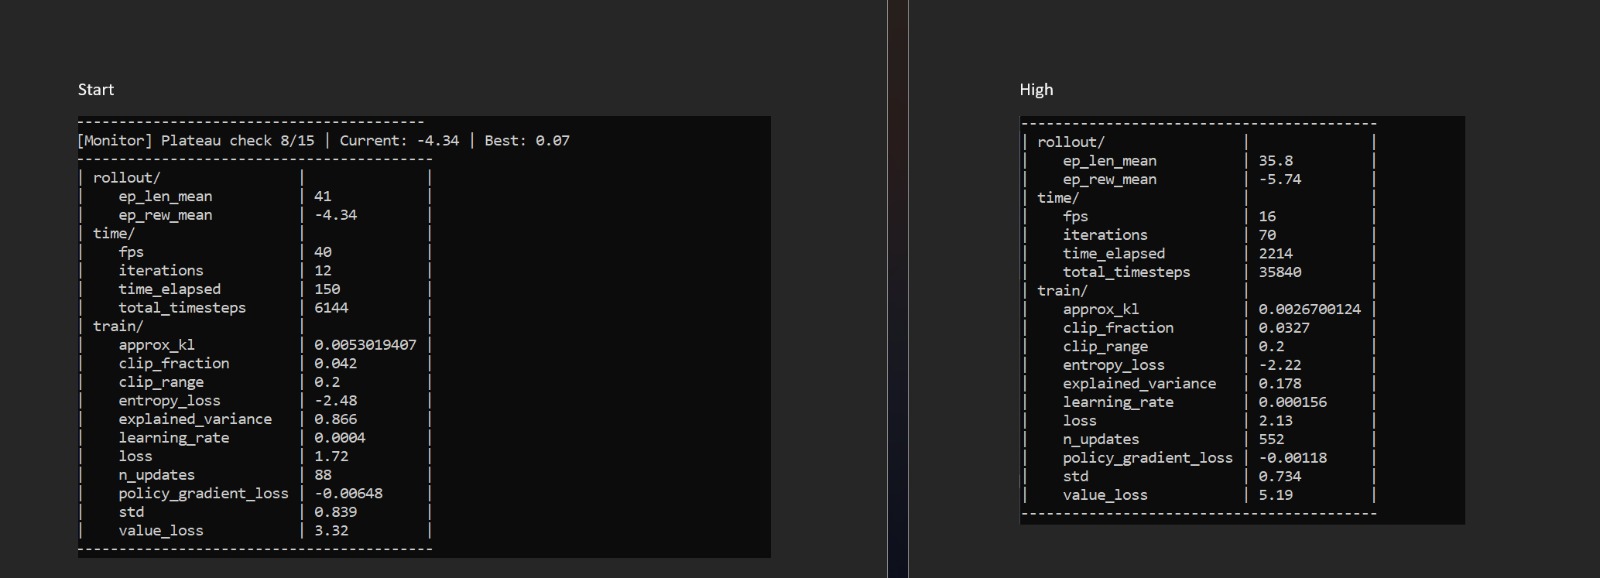 Start
----------------------------------------
[Monitor] Plateau check 8/15 | Current: -4.34 | Best: 0.07
-----------------------------------------
| rollout/                |              |
|    ep_len_mean          | 41           |
|    ep_rew_mean          | -4.34        |
| time/                   |              |
|    fps                  | 40           |
|    iterations           | 12           |
|    time_elapsed         | 150          |
|    total_timesteps      | 6144         |
| train/                  |              |
|    approx_kl            | 0.0053019407 |
|    clip_fraction        | 0.042        |
|    clip_range           | 0.2          |
|    entropy_loss         | -2.48        |
|    explained_variance   | 0.866        |
|    learning_rate        | 0.0004       |
|    loss                 | 1.72         |
|    n_updates            | 88           |
|    policy_gradient_loss | -0.00648     |
|    std                  | 0.839        |
|    value_loss           | 3.32         |
-----------------------------------------
High
-----------------------------------------
| rollout/                |              |
|    ep_len_mean          | 35.8         |
|    ep_rew_mean          | -5.74        |
| time/                   |              |
|    fps                  | 16           |
|    iterations           | 70           |
|    time_elapsed         | 2214         |
|    total_timesteps      | 35840        |
| train/                  |              |
|    approx_kl            | 0.0026700124 |
|    clip_fraction        | 0.0327       |
|    clip_range           | 0.2          |
|    entropy_loss         | -2.22        |
|    explained_variance   | 0.178        |
|    learning_rate        | 0.000156     |
|    loss                 | 2.13         |
|    n_updates            | 552          |
|    policy_gradient_loss | -0.00118     |
|    std                  | 0.734        |
|    value_loss           | 5.19         |
-----------------------------------------